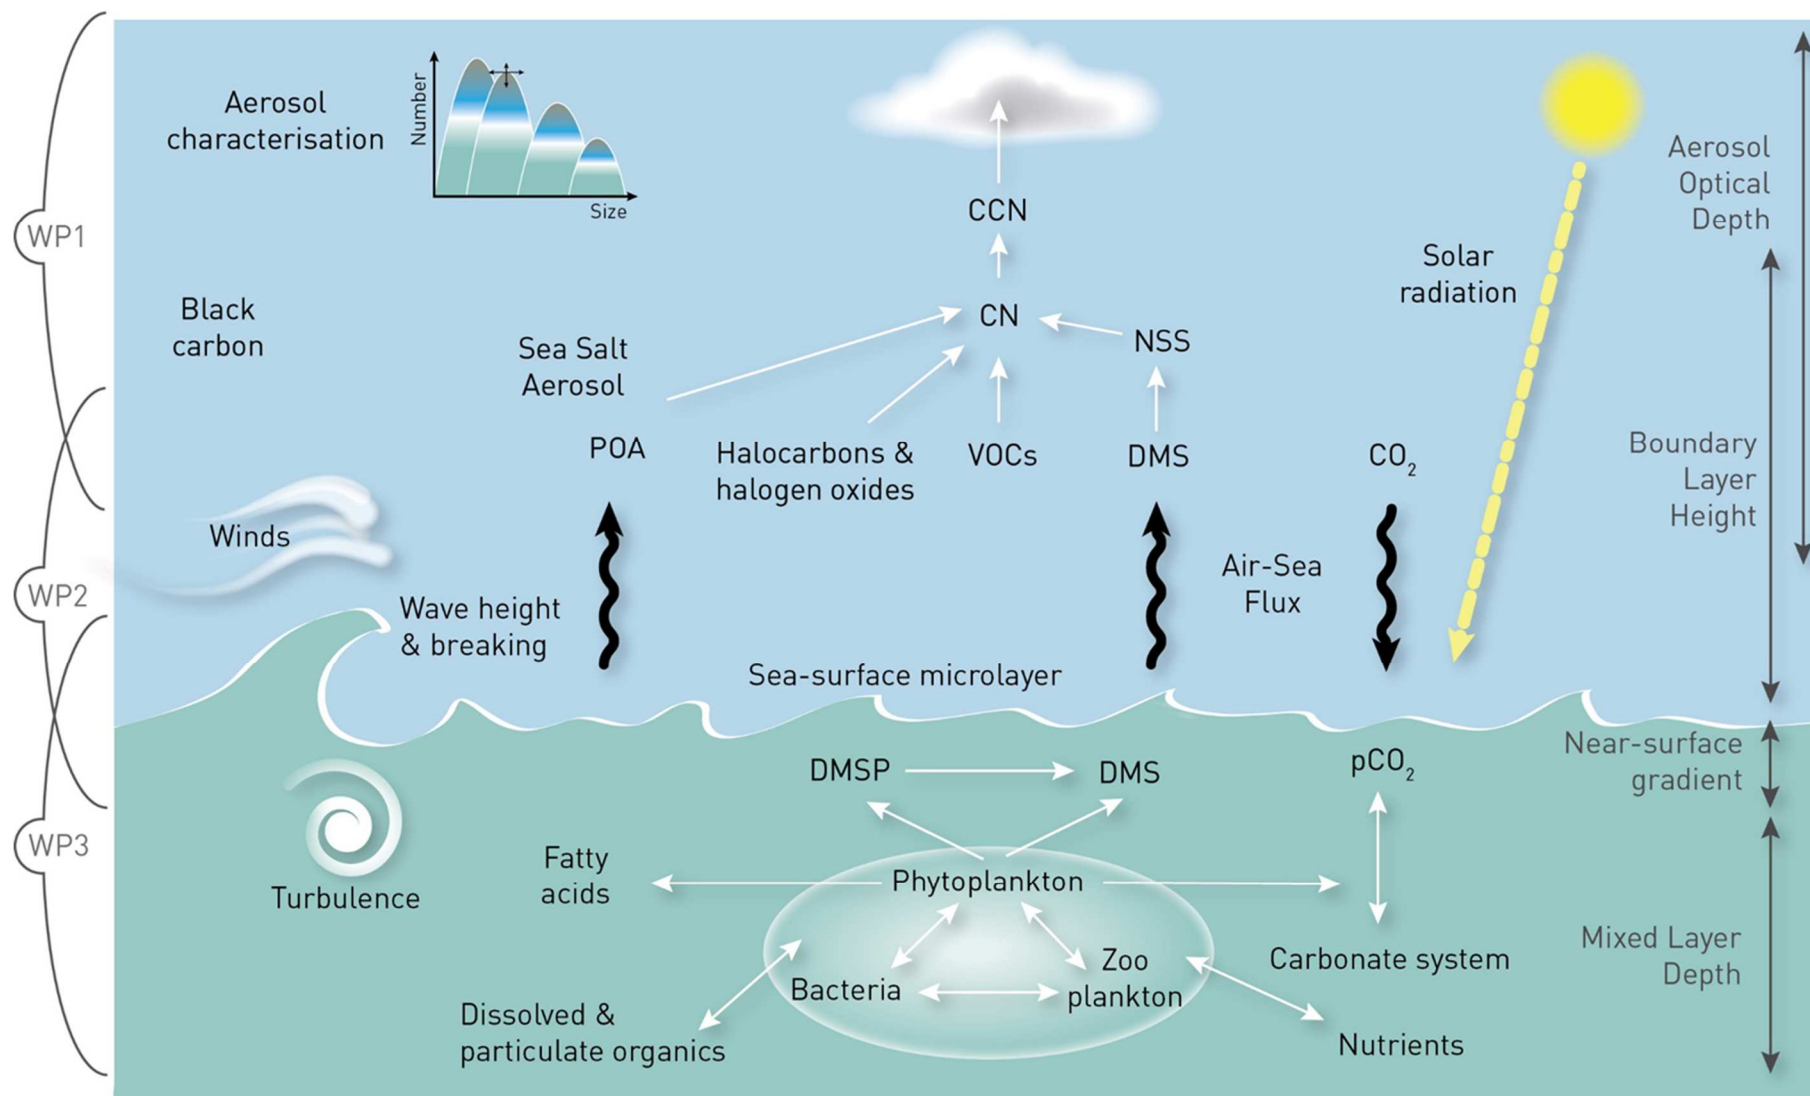 Aerosol
characterisation
Number
Size
Aerosol
Optical
Depth
CCN
WP1
Solar
radiation
Black
carbon
CN
NSS
Sea Salt
Aerosol
POA
Halocarbons &
halogen oxides
VOCs
DMS
CO₂
Boundary
Layer
Height
Winds
Air-Sea
Flux
WP2
Wave height
& breaking
Sea-surface microlayer
Near-surface
gradient
DMSP
DMS
pCO₂
WP3
Turbulence
Fatty
acids
Phytoplankton
Mixed Layer
Depth
Carbonate system
Zoo
plankton
Bacteria
Dissolved &
particulate organics
Nutrients